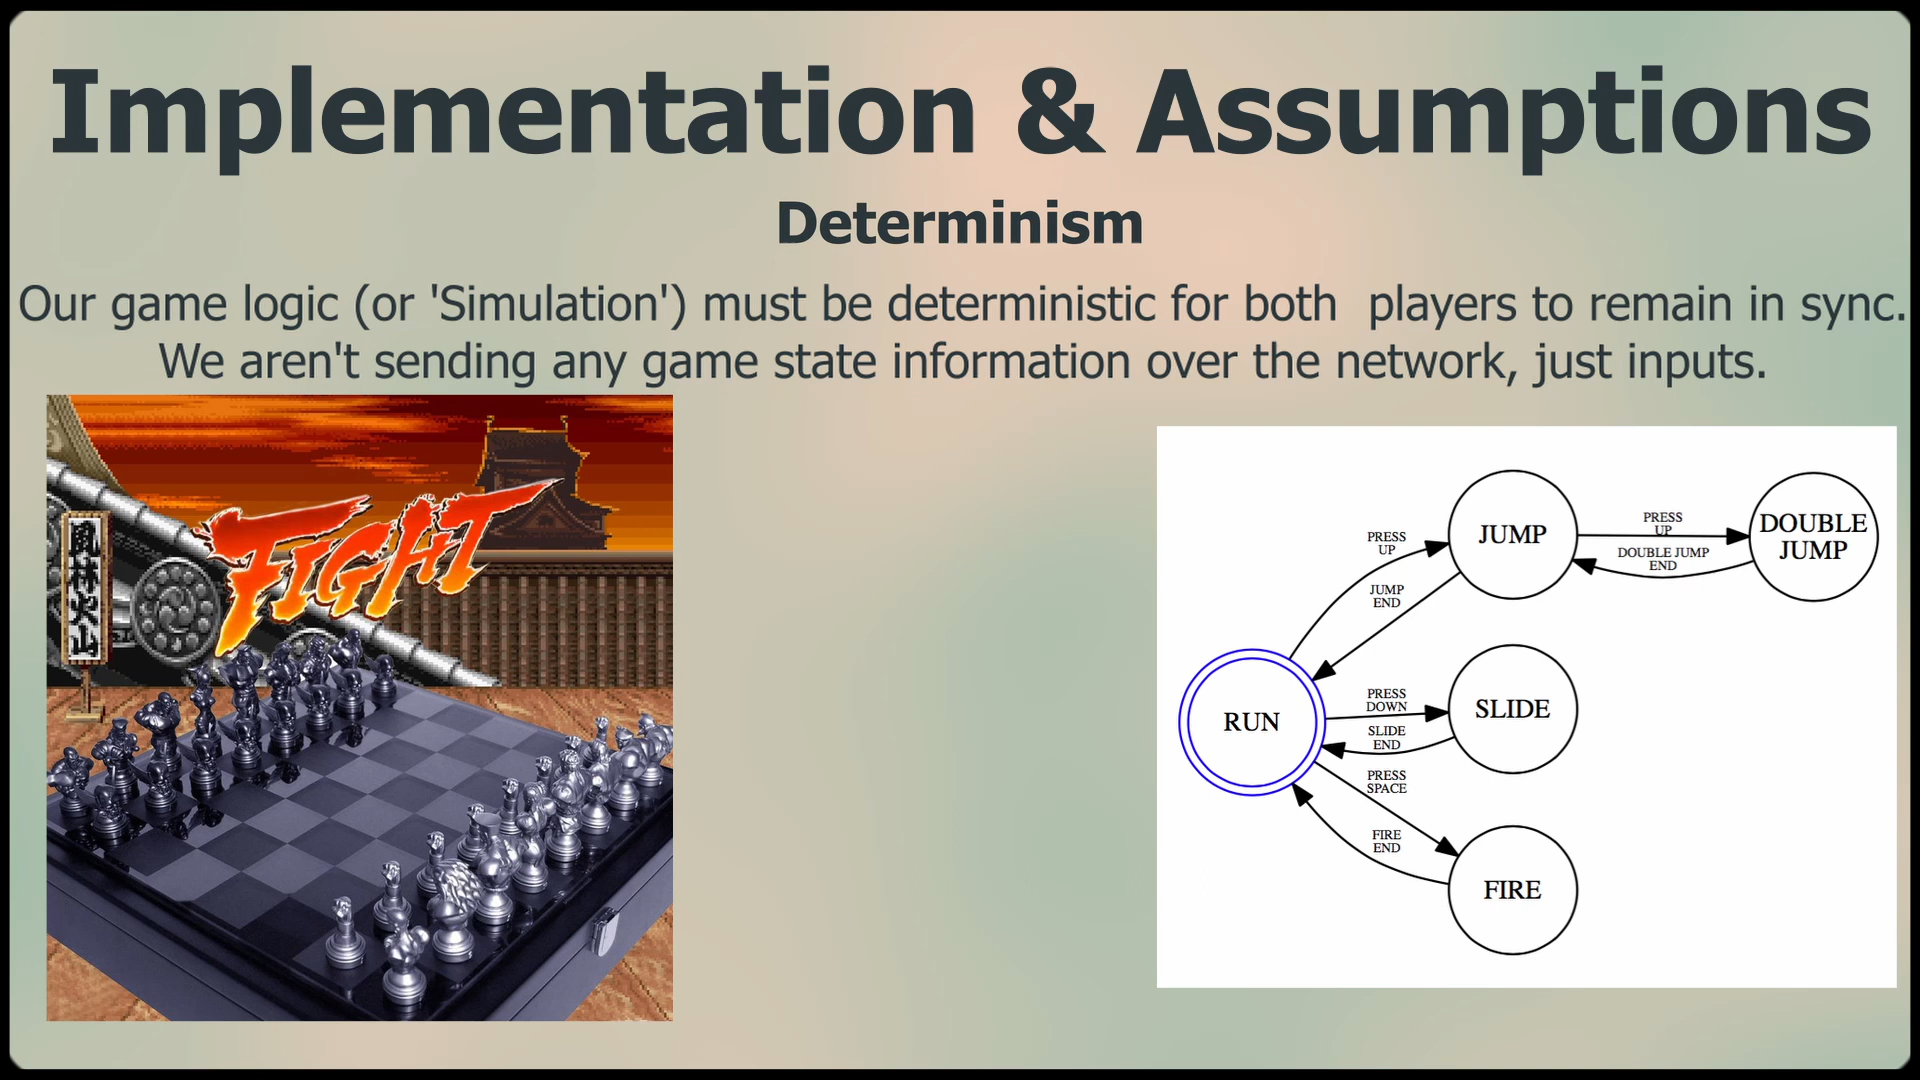 Implementation & Assumptions
Determinism
Our game logic (or 'Simulation') must be deterministic for both  players to remain in sync.
We aren't sending any game state information over the network, just inputs.
FIGHT
風林火山
PRESS
UP
JUMP
PRESS
UP
DOUBLE
JUMP
DOUBLE JUMP
END
JUMP
END
RUN
PRESS
DOWN
SLIDE
SLIDE
END
PRESS
SPACE
FIRE
END
FIRE